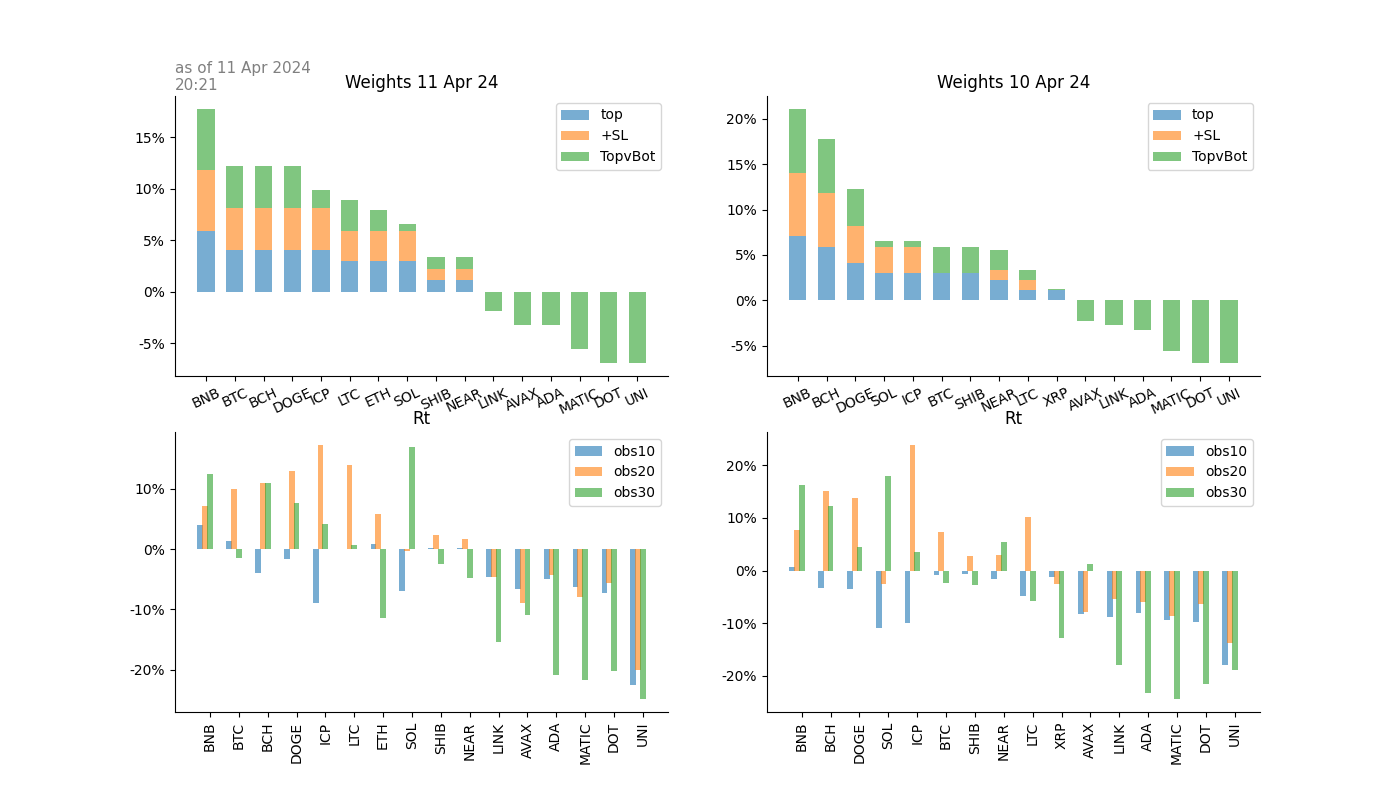 as of 11 Apr 2024
20:21
Weights 11 Apr 24
15%
10%
5%
0%
-5%
top
+SL
TopvBot
BNB BTC BCH DOGE ICP LTC ETH SOL SHIB NEAR LINK AVAX ADA MATIC DOT UNI
Weights 10 Apr 24
20%
15%
10%
5%
0%
-5%
top
+SL
TopvBot
BNB BCH DOGE SOL ICP BTC SHIB NEAR LTC XRP AVAX LINK ADA MATIC DOT UNI
Rt
10%
0%
-10%
-20%
obs10
obs20
obs30
BNB BTC BCH DOGE ICP LTC ETH SOL SHIB NEAR LINK AVAX ADA MATIC DOT UNI
Rt
20%
10%
0%
-10%
-20%
obs10
obs20
obs30
BNB BCH DOGE SOL ICP BTC SHIB NEAR LTC XRP AVAX LINK ADA MATIC DOT UNI